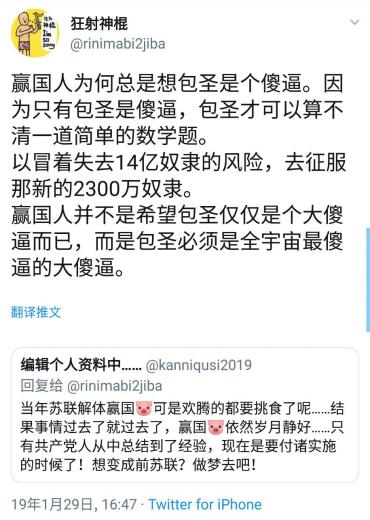 狂射神棍
@rinimabi2jiba
赢国人为何总是想包圣是个傻逼。因
为只有包圣是傻逼，包圣才可以算不
清一道简单的数学题。
以冒着失去14亿奴隶的风险，去征服
那新的2300万奴隶。
赢国人并不是希望包圣仅仅是个大傻
逼而已，而是包圣必须是全宇宙最傻
逼的大傻逼。
翻译推文
编辑个人资料中...... @kanniqusi2019
回复给 @rinimabi2jiba
当年苏联解体赢国🐷可是欢腾的都要挑食了呢......结
果事情过去了就过去了，赢国🐷依然岁月静好......只
有共产党人从中总结到了经验，现在是要付诸实施
的时候了！想变成前苏联？做梦去吧！
19年1月29日, 16:47 · Twitter for iPhone